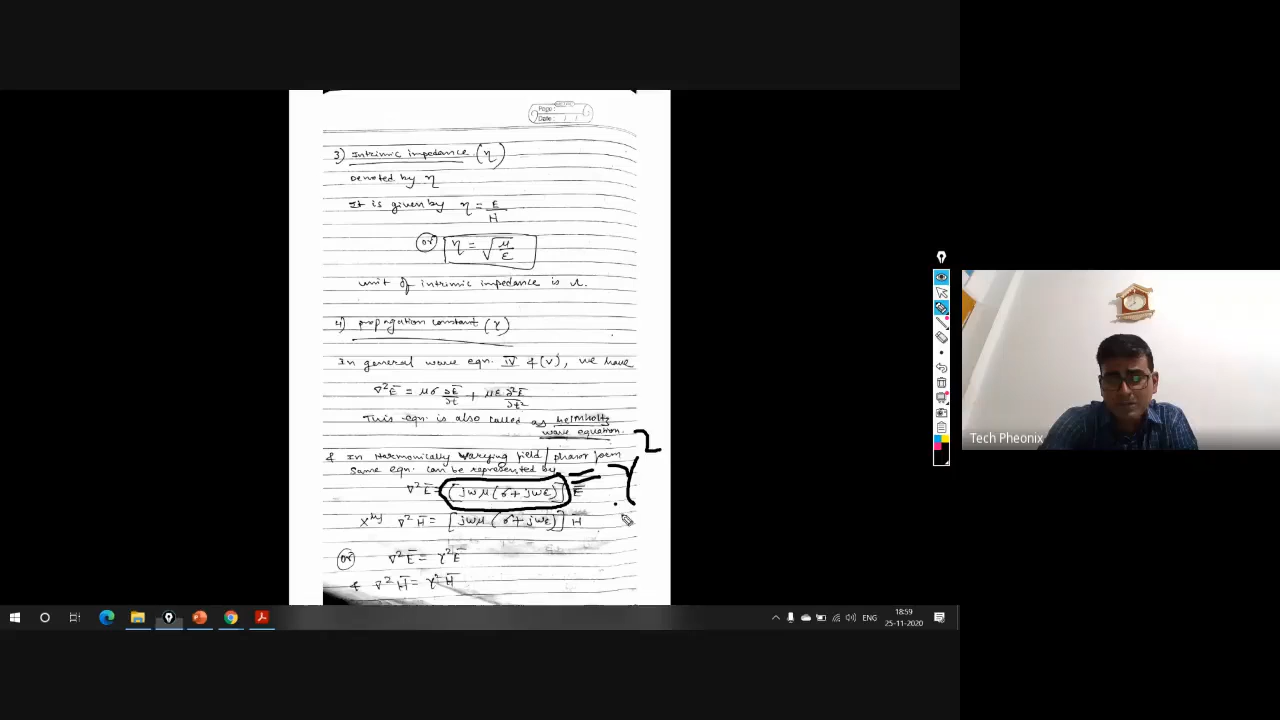 Page :
Date : / /
3) Intrinsic impedance (η)
Denoted by η
It is given by η = E/H
or η = √(μ/ε)
unit of intrinsic impedance is Ω.
4) propagation constant (γ)
In general wave eqn. IV & (V), we have
∇²E̅ = μσ ∂E̅/∂t + με ∂²E̅/∂t²
This eqn. is also called as helmholtz
wave equation.
& In Harmonically varying field / phasor form
same eqn. can be represented by
∇²E̅ = [jωμ(σ+jωε)] E̅ = γ²
∇²H̅ = [jωμ(σ+jωε)] H
or ∇²E̅ = γ²E̅
& ∇²H̅ = γ²H̅
Tech Pheonix
ENG
18:59
25-11-2020